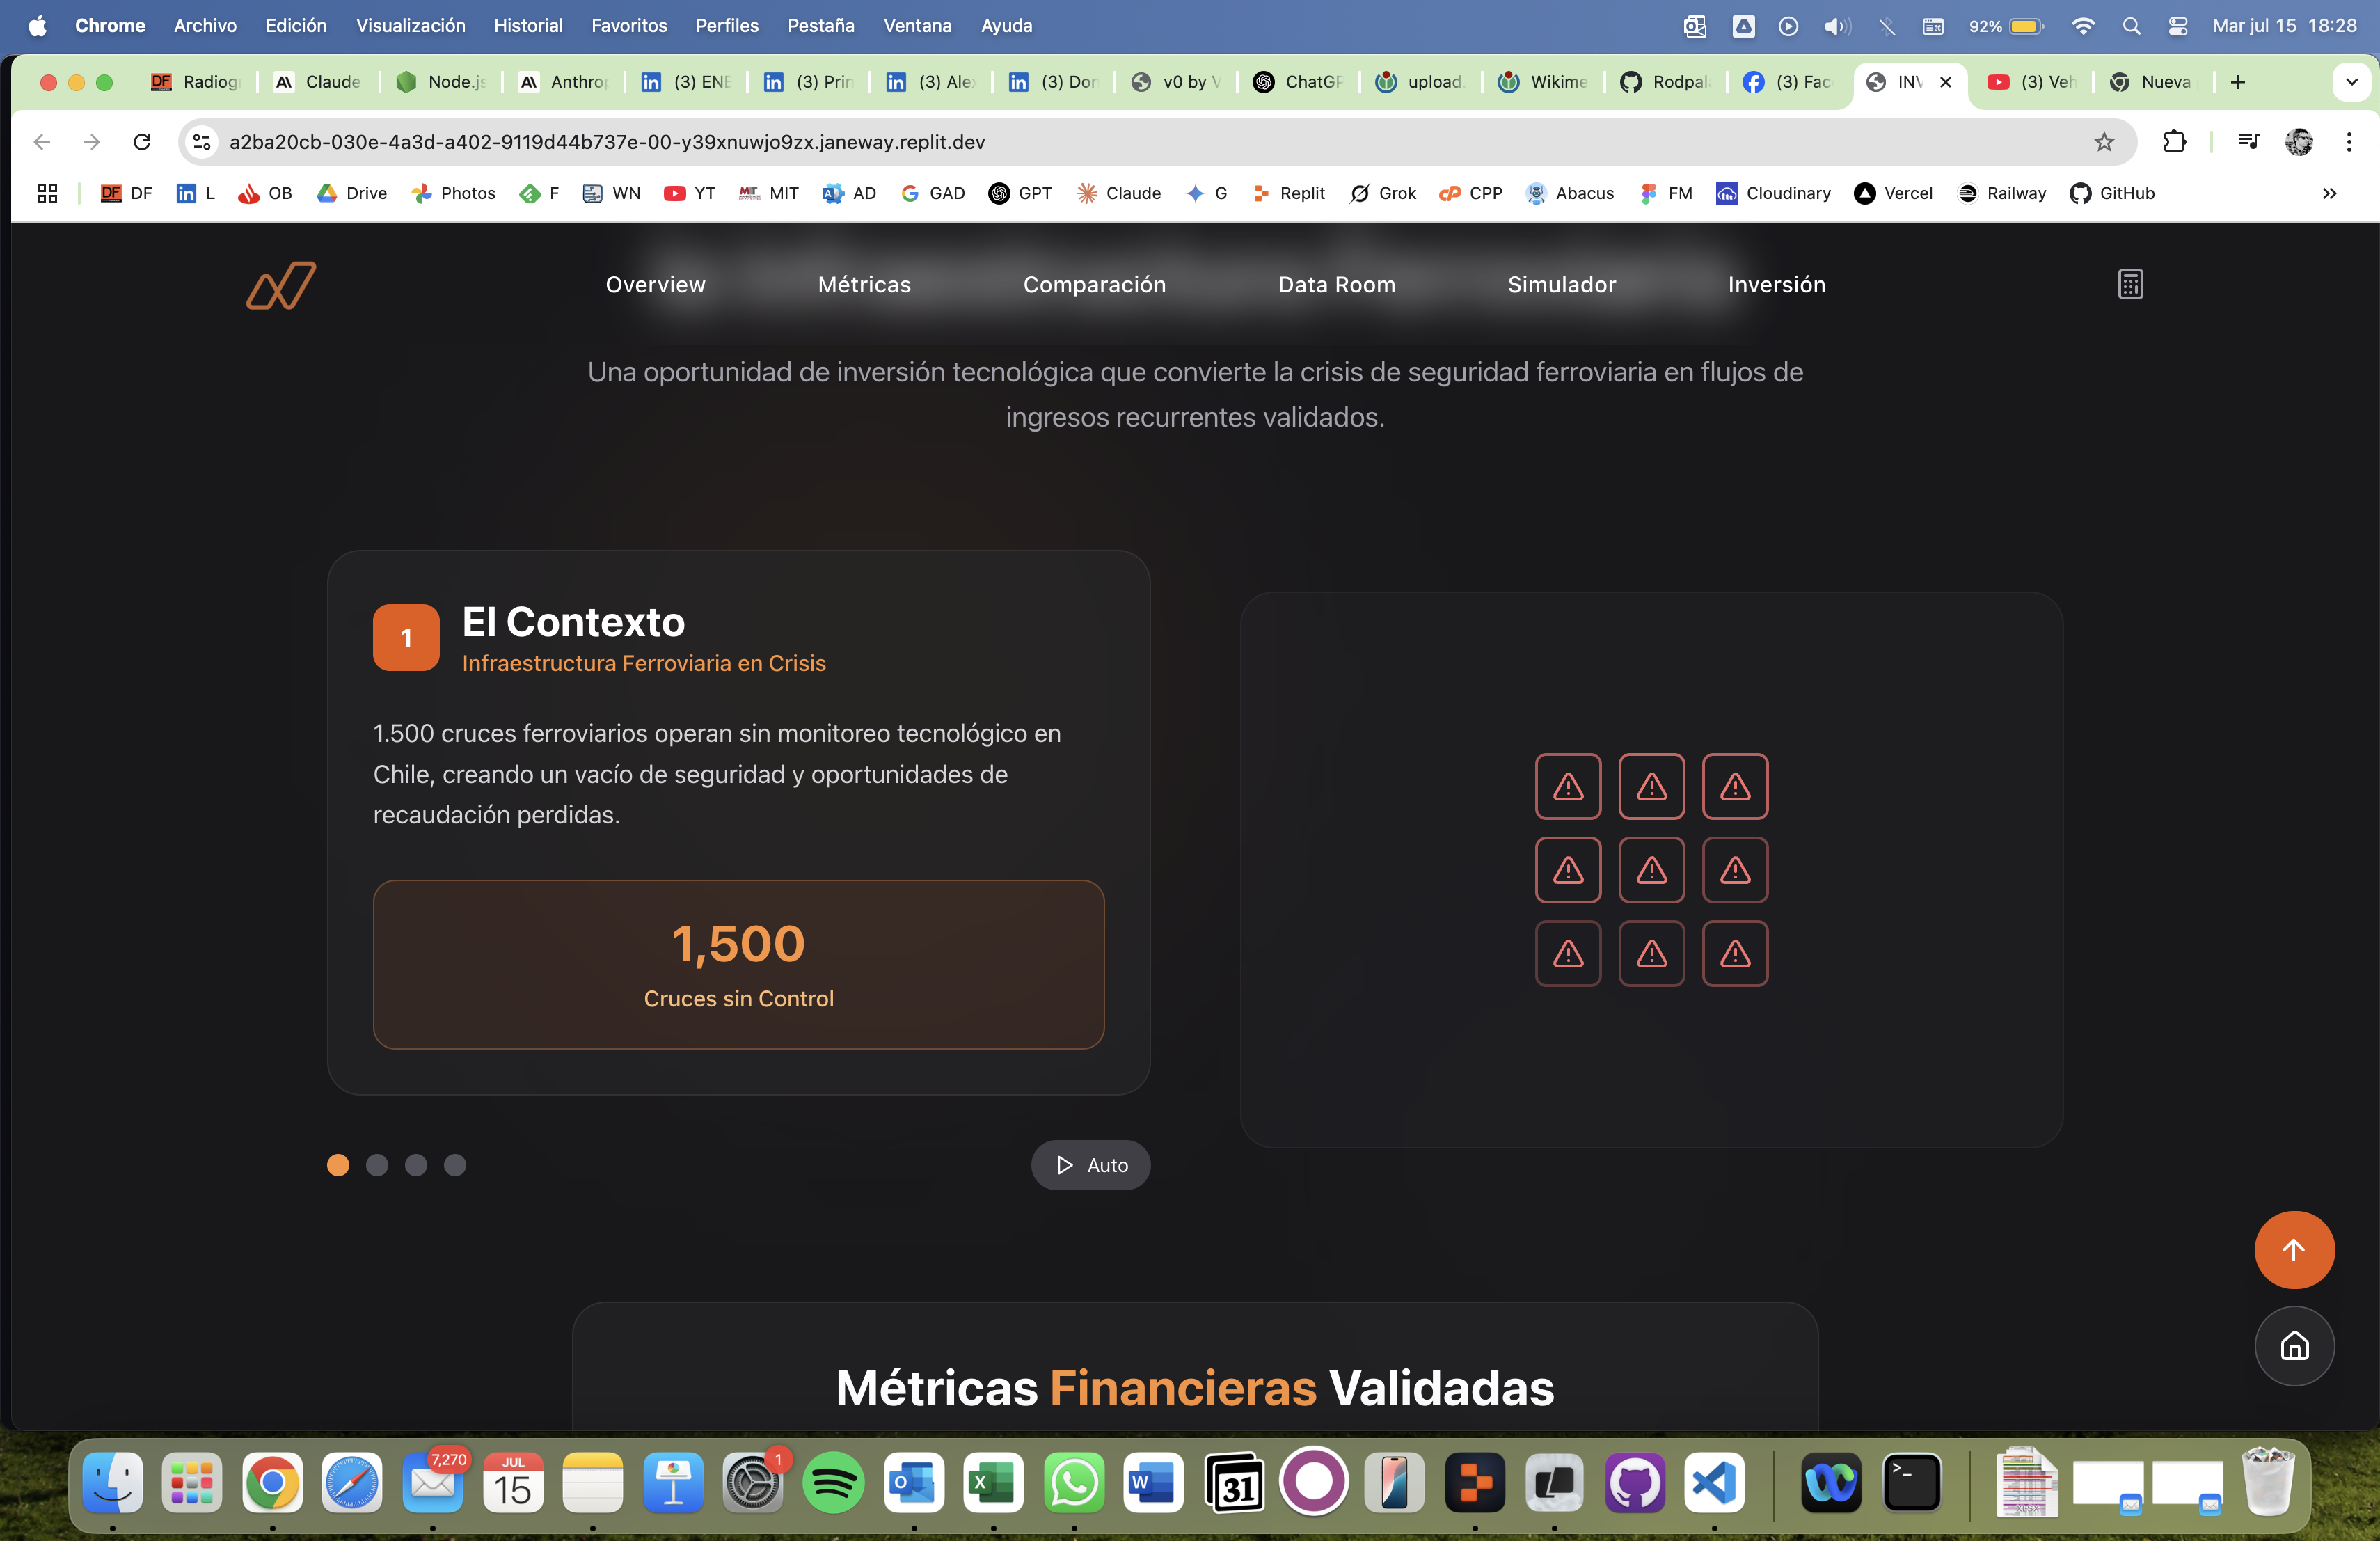 Chrome Archivo Edición Visualización Historial Favoritos Perfiles Pestaña Ventana Ayuda 92% Mar jul 15 18:28
DF Radiog Claude Node.js Anthro (3) ENE (3) Prin (3) Ale (3) Don v0 by V ChatGP upload. Wikime Rodpal (3) Fac INV (3) Veh Nueva
a2ba20cb-030e-4a3d-a402-9119d44b737e-00-y39xnuwjo9zx.janeway.replit.dev
DF DF L OB Drive Photos F WN YT MIT MIT AD GAD GPT Claude G Replit Grok CPP Abacus FM Cloudinary Vercel Railway GitHub
Overview Métricas Comparación Data Room Simulador Inversión
Una oportunidad de inversión tecnológica que convierte la crisis de seguridad ferroviaria en flujos de
ingresos recurrentes validados.
1
El Contexto
Infraestructura Ferroviaria en Crisis
1.500 cruces ferroviarios operan sin monitoreo tecnológico en
Chile, creando un vacío de seguridad y oportunidades de
recaudación perdidas.
1,500
Cruces sin Control
Auto
Métricas Financieras Validadas
7,270
JUL
15
1
31
XLSX